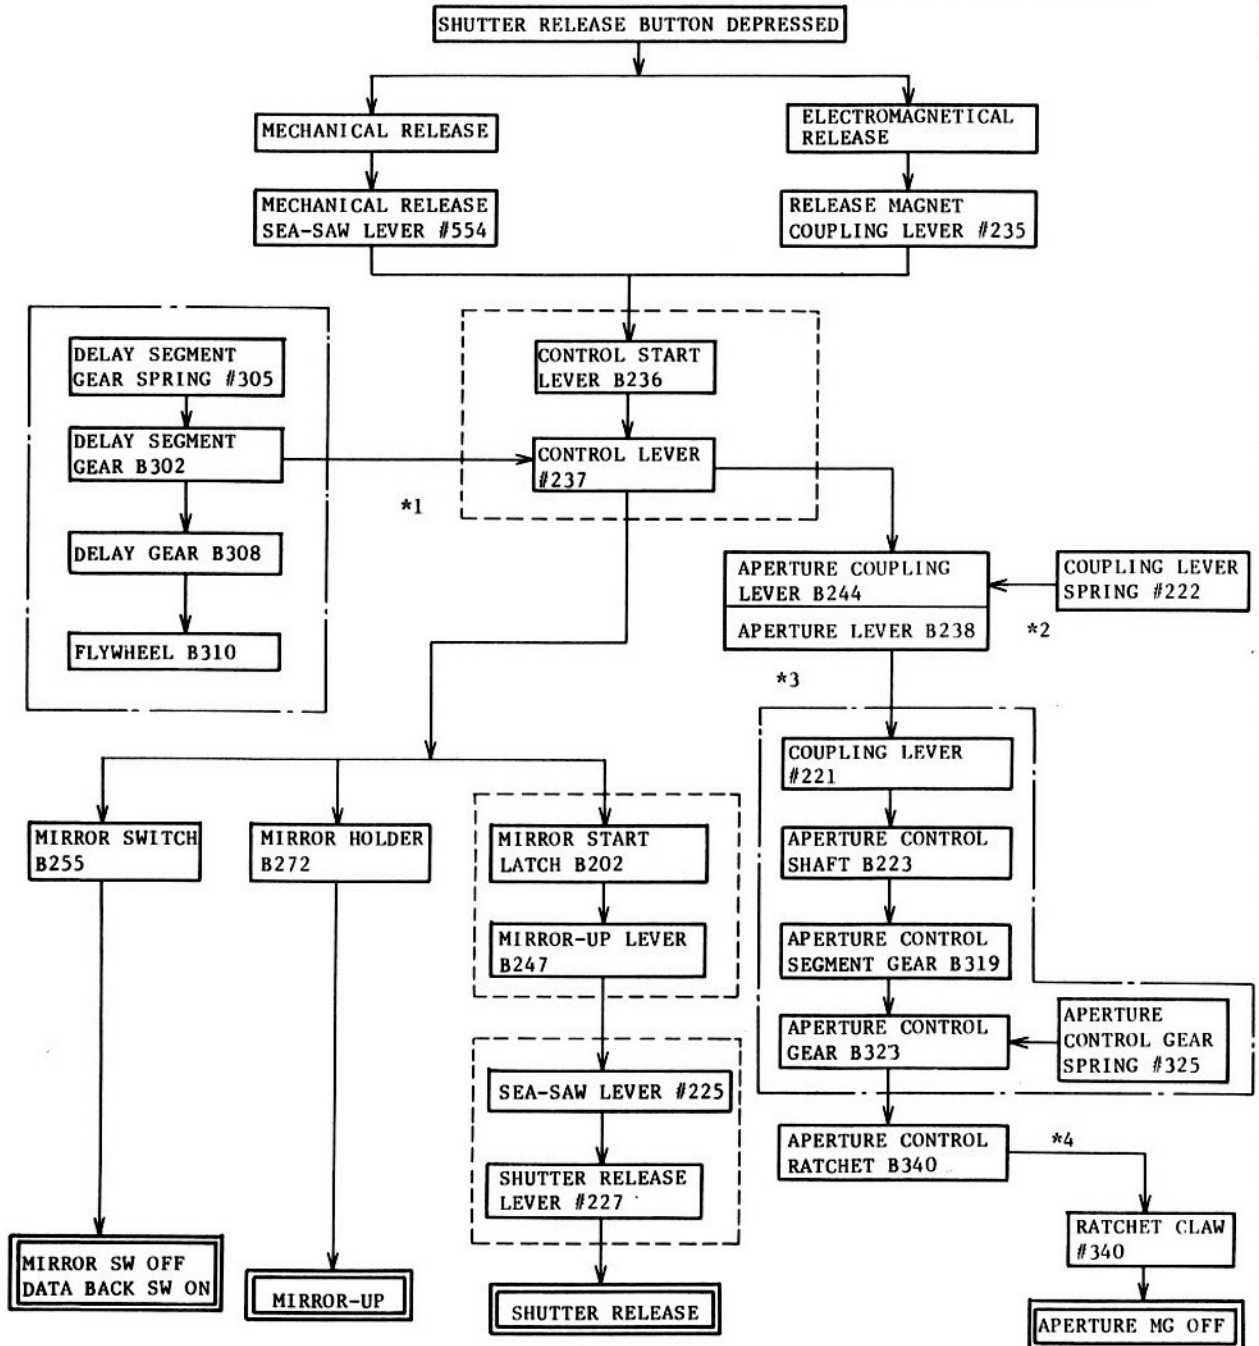 SHUTTER RELEASE BUTTON DEPRESSED
MECHANICAL RELEASE
ELECTROMAGNETICAL
RELEASE
MECHANICAL RELEASE
SEA-SAW LEVER #554
RELEASE MAGNET
COUPLING LEVER #235
DELAY SEGMENT
GEAR SPRING #305
CONTROL START
LEVER B236
DELAY SEGMENT
GEAR B302
CONTROL LEVER
#237
*1
DELAY GEAR B308
FLYWHEEL B310
APERTURE COUPLING
LEVER B244
APERTURE LEVER B238
COUPLING LEVER
SPRING #222
*2
*3
COUPLING LEVER
#221
MIRROR SWITCH
B255
MIRROR HOLDER
B272
MIRROR START
LATCH B202
APERTURE CONTROL
SHAFT B223
MIRROR-UP LEVER
B247
APERTURE CONTROL
SEGMENT GEAR B319
APERTURE CONTROL
GEAR B323
APERTURE
CONTROL GEAR
SPRING #325
SEA-SAW LEVER #225
APERTURE CONTROL
RATCHET B340
*4
SHUTTER RELEASE
LEVER #227
RATCHET CLAW
#340
MIRROR SW OFF
DATA BACK SW ON
MIRROR-UP
SHUTTER RELEASE
APERTURE MG OFF